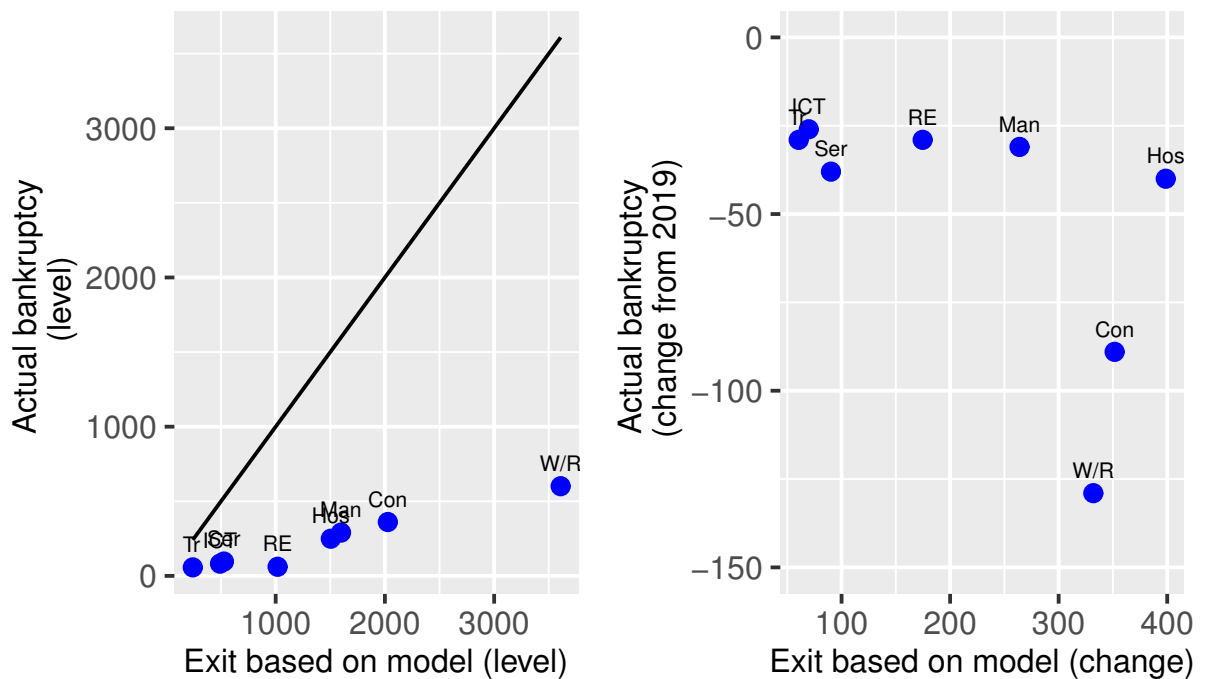 Actual bankruptcy
(level)
3000
2000
1000
0
W/R
Con
Man
Hos
RE
Ser
ICT
Tr
1000
2000
3000
Exit based on model (level)
Actual bankruptcy
(change from 2019)
0
−50
−100
−150
ICT
Tr
Ser
RE
Man
Hos
Con
W/R
100
200
300
400
Exit based on model (change)